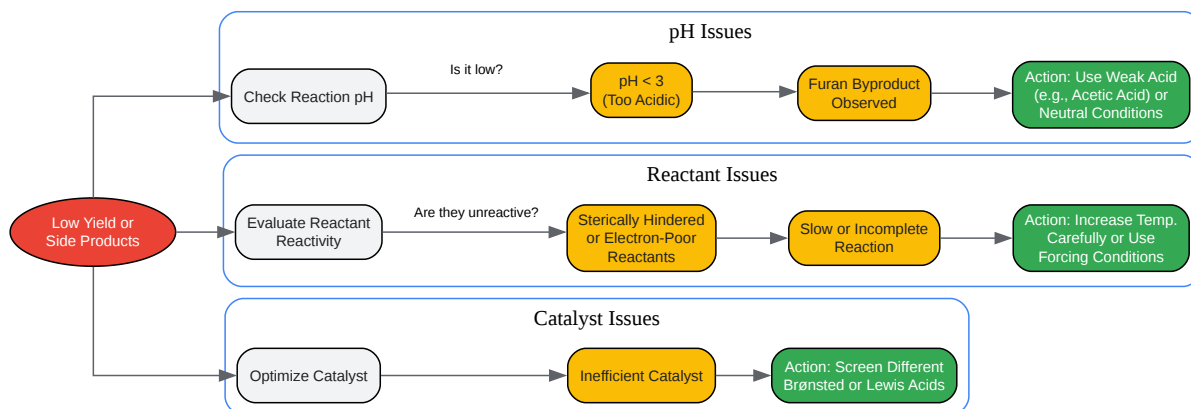 pH Issues
Is it low?
Check Reaction pH
pH < 3
(Too Acidic)
Furan Byproduct
Observed
Action: Use Weak Acid
(e.g., Acetic Acid) or
Neutral Conditions
Low Yield or
Side Products
Reactant Issues
Are they unreactive?
Evaluate Reactant
Reactivity
Sterically Hindered
or Electron-Poor
Reactants
Slow or Incomplete
Reaction
Action: Increase Temp.
Carefully or Use
Forcing Conditions
Catalyst Issues
Optimize Catalyst
Inefficient Catalyst
Action: Screen Different
Brønsted or Lewis Acids